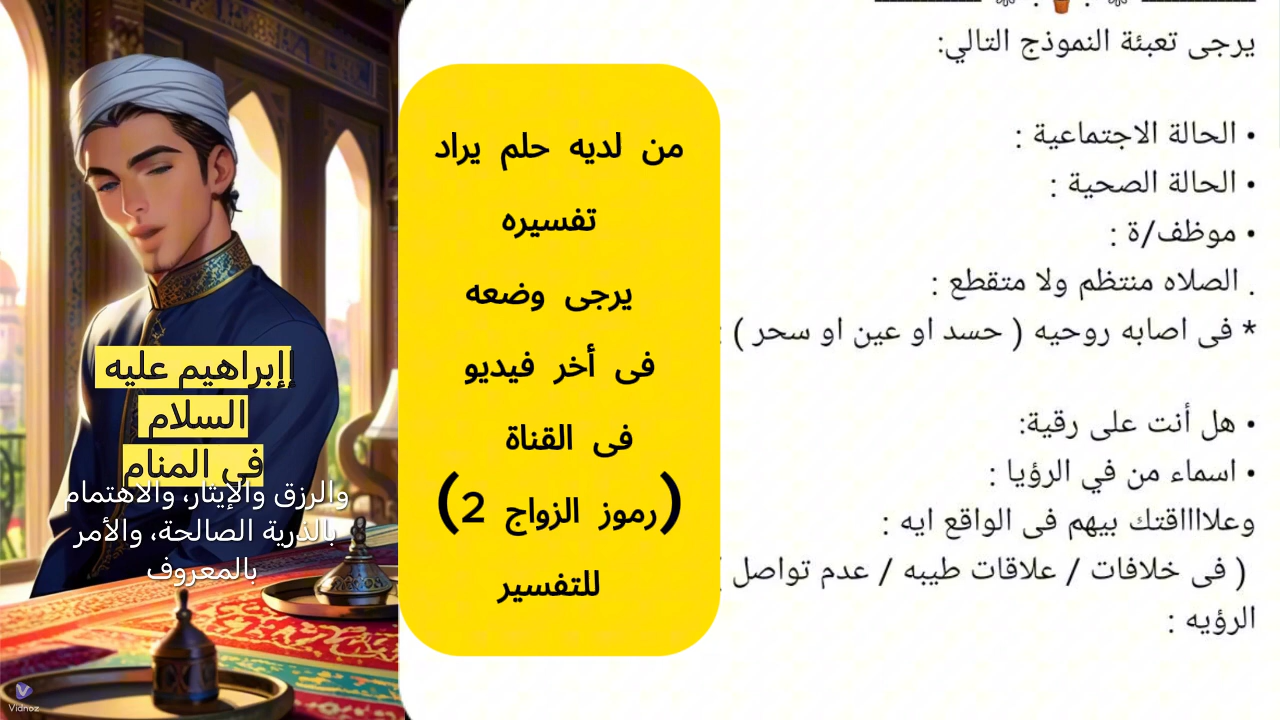 يرجى تعبئة النموذج التالي:
• الحالة الاجتماعية :
• الحالة الصحية :
• موظف/ة :
. الصلاه منتظم ولا متقطع :
* فى اصابه روحيه ( حسد او عين او سحر ) :
• هل أنت على رقية:
• اسماء من في الرؤيا :
وعلااااقتك بيهم فى الواقع ايه :
( فى خلافات / علاقات طيبه / عدم تواصل )
الرؤيه :
من لديه حلم يراد
تفسيره
يرجى وضعه
فى أخر فيديو
فى القناة
(رموز الزواج 2)
للتفسير
إإبراهيم عليه
السلام
في المنام
والرزق والإيثار، والاهتمام
بالذرية الصالحة، والأمر
بالمعروف
Vidnoz